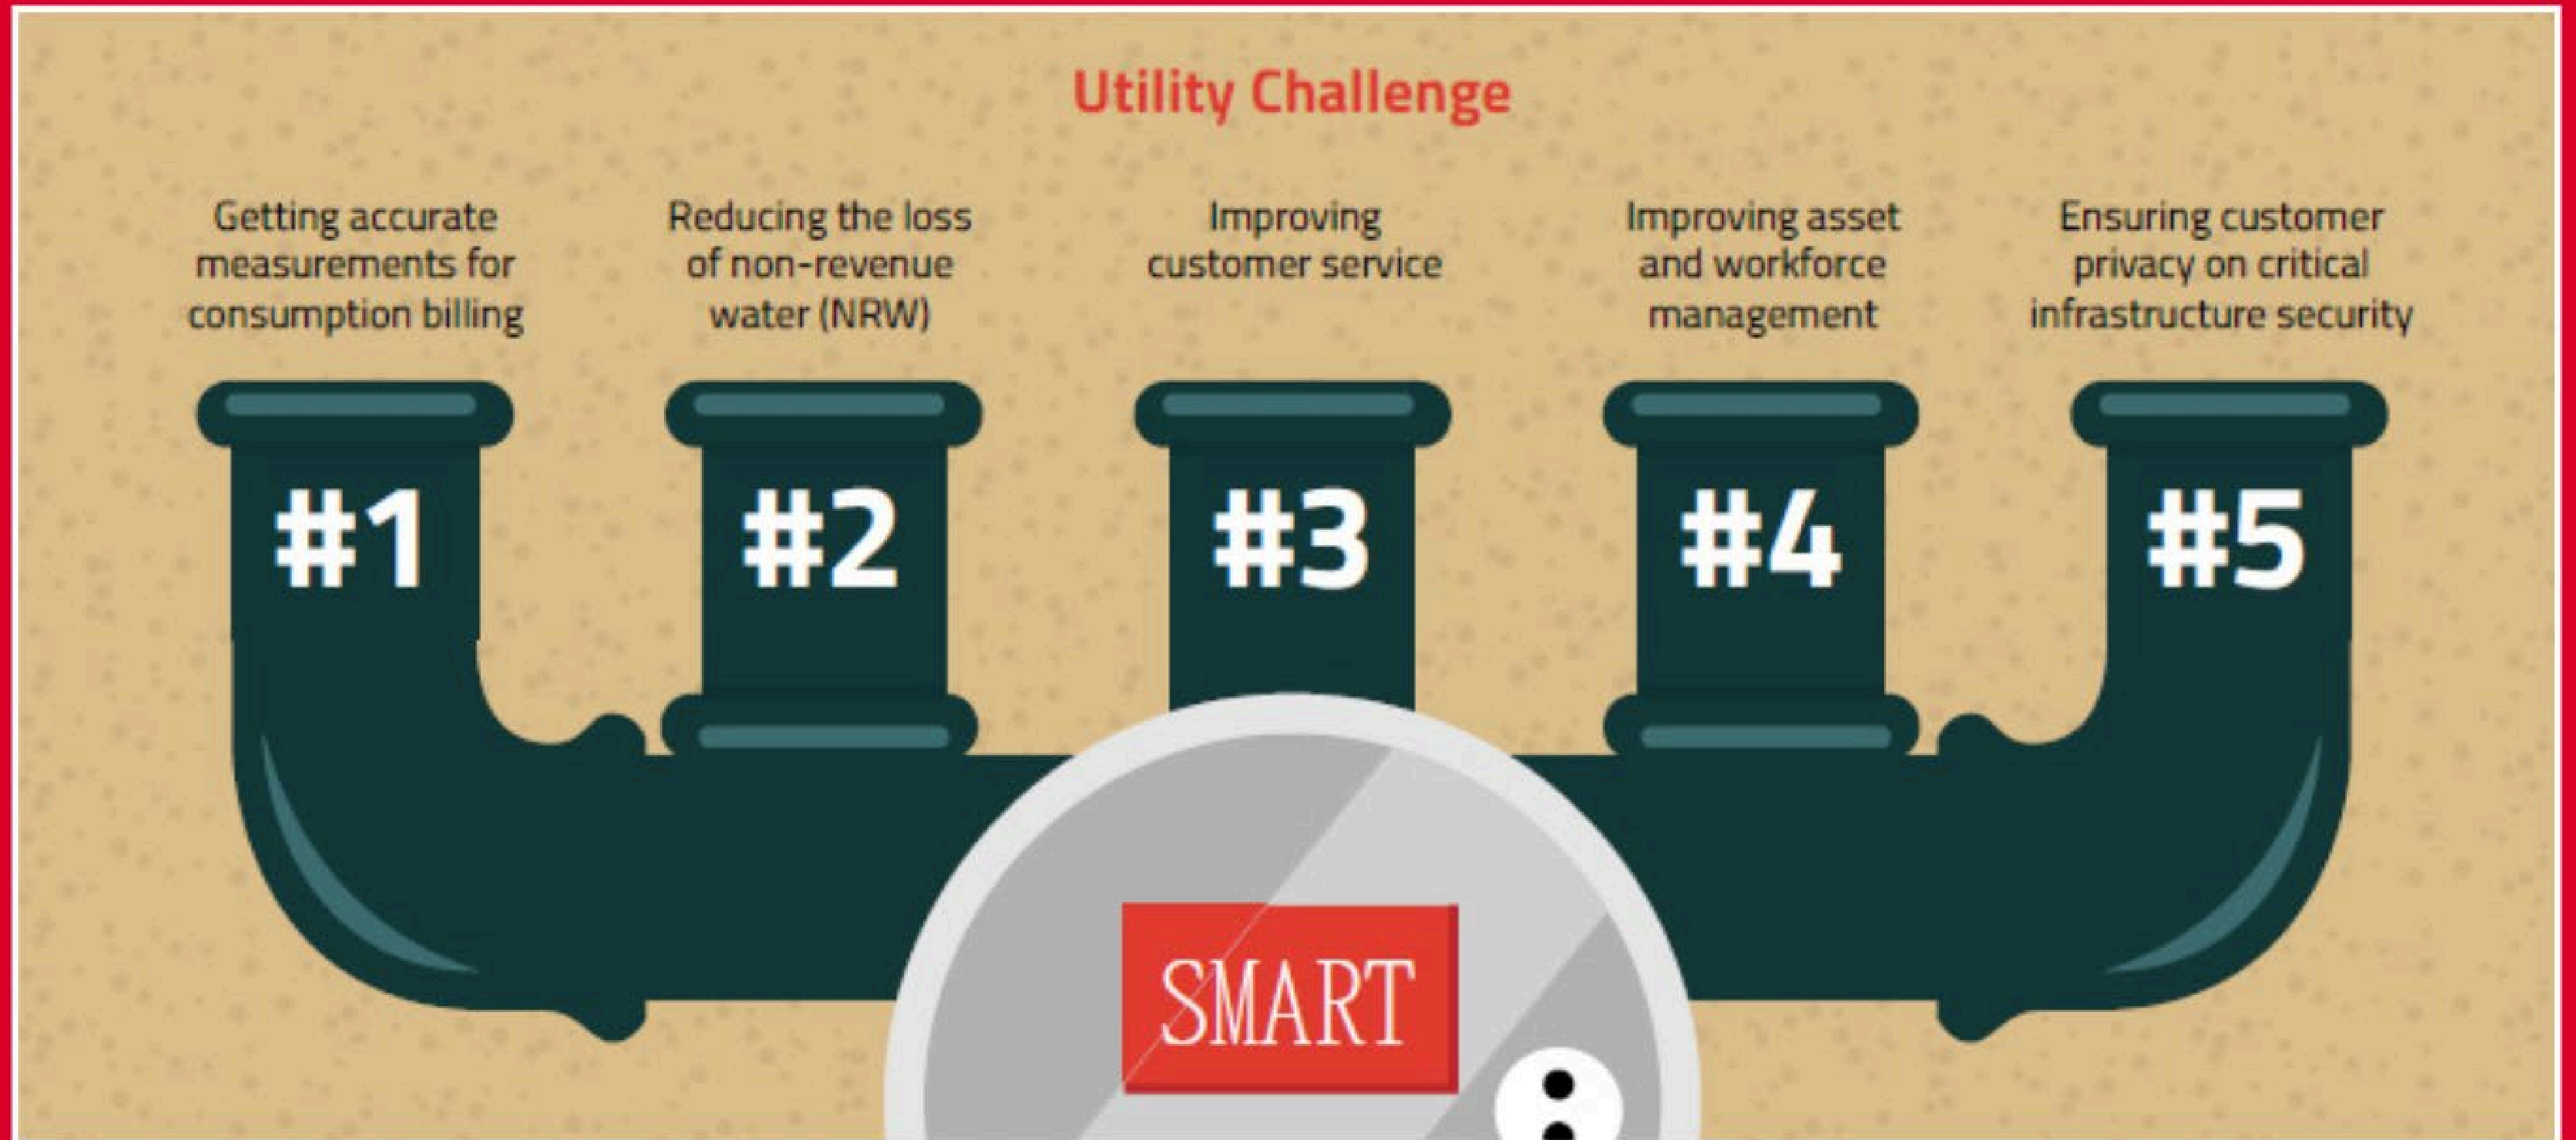 Utility Challenge
Getting accurate
measurements for
consumption billing
Reducing the loss
of non-revenue
water (NRW)
Improving
customer service
Improving asset
and workforce
management
Ensuring customer
privacy on critical
infrastructure security
#1
#2
#3
#4
#5
SMART